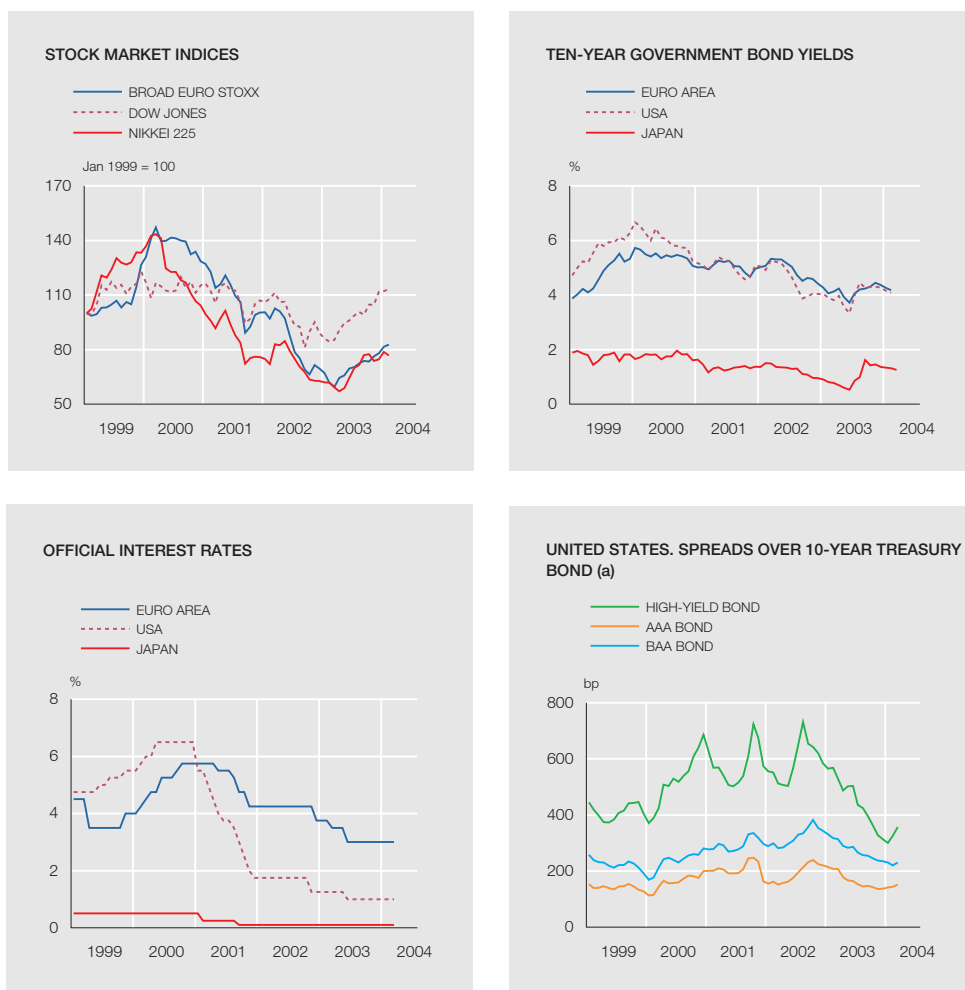 STOCK MARKET INDICES
BROAD EURO STOXX
DOW JONES
NIKKEI 225
Jan 1999 = 100
170
140
110
80
50
1999 2000 2001 2002 2003 2004
TEN-YEAR GOVERNMENT BOND YIELDS
EURO AREA
USA
JAPAN
%
8
6
4
2
0
1999 2000 2001 2002 2003 2004
OFFICIAL INTEREST RATES
EURO AREA
USA
JAPAN
%
8
6
4
2
0
1999 2000 2001 2002 2003 2004
UNITED STATES. SPREADS OVER 10-YEAR TREASURY
BOND (a)
HIGH-YIELD BOND
AAA BOND
BAA BOND
bp
800
600
400
200
0
1999 2000 2001 2002 2003 2004